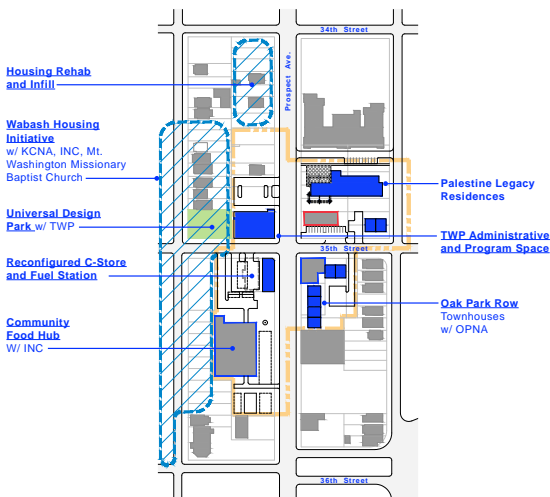 34th Street
Prospect Ave.
Housing Rehab
and Infill
Wabash Housing
Initiative
w/ KCNA, INC, Mt.
Washington Missionary
Baptist Church
Universal Design
Park w/ TWP
Reconfigured C-Store
and Fuel Station
Community
Food Hub
W/ INC
Palestine Legacy
Residences
TWP Administrative
and Program Space
35th Street
Oak Park Row
Townhouses
w/ OPNA
36th Street